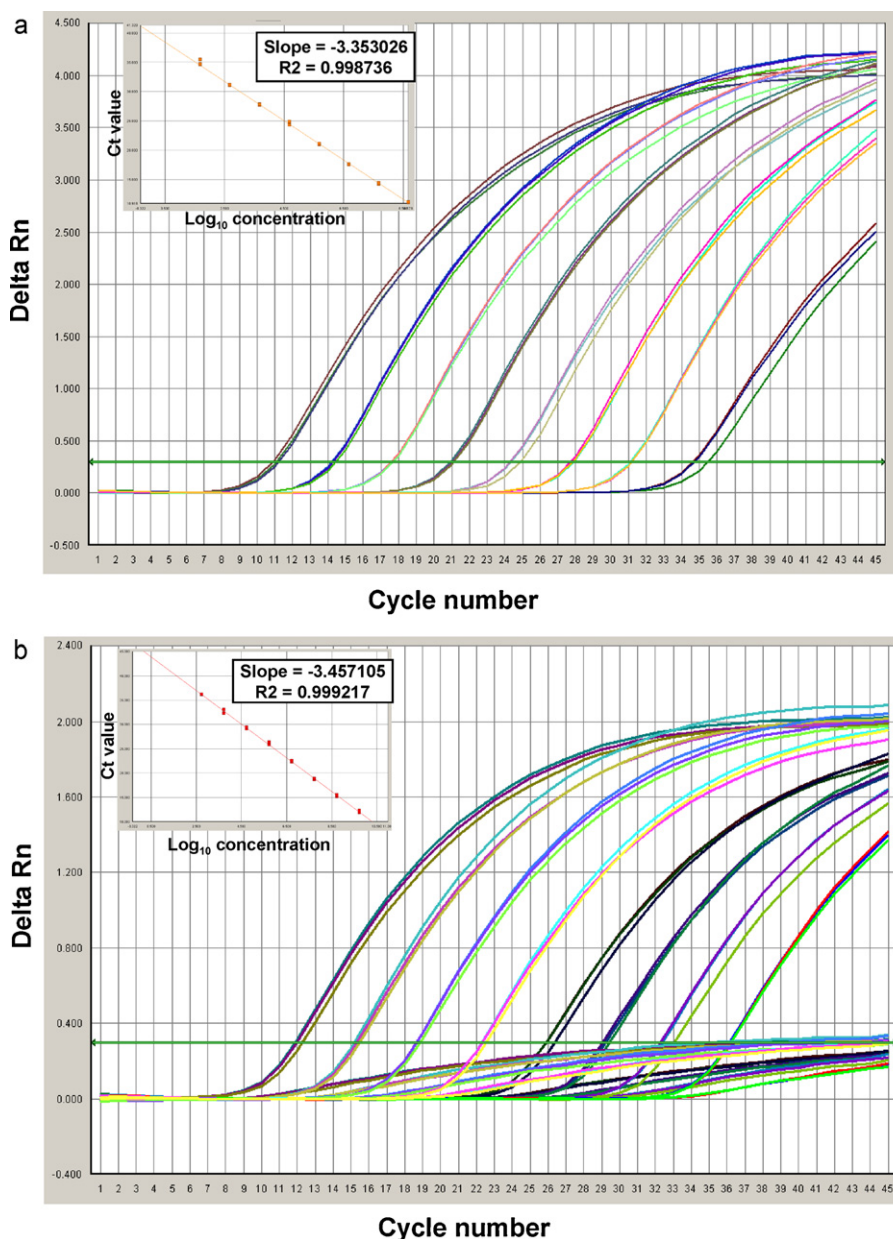 a
Slope = -3.353026
R2 = 0.998736
Ct value
Log10 concentration
4.500
4.000
3.500
3.000
2.500
2.000
1.500
1.000
0.500
0.000
-0.500
Delta Rn
1 2 3 4 5 6 7 8 9 10 11 12 13 14 15 16 17 18 19 20 21 22 23 24 25 26 27 28 29 30 31 32 33 34 35 36 37 38 39 40 41 42 43 44 45
Cycle number
b
Slope = -3.457105
R2 = 0.999217
Ct value
Log10 concentration
2.400
2.000
1.600
1.200
0.800
0.400
0.000
-0.400
Delta Rn
1 2 3 4 5 6 7 8 9 10 11 12 13 14 15 16 17 18 19 20 21 22 23 24 25 26 27 28 29 30 31 32 33 34 35 36 37 38 39 40 41 42 43 44 45
Cycle number